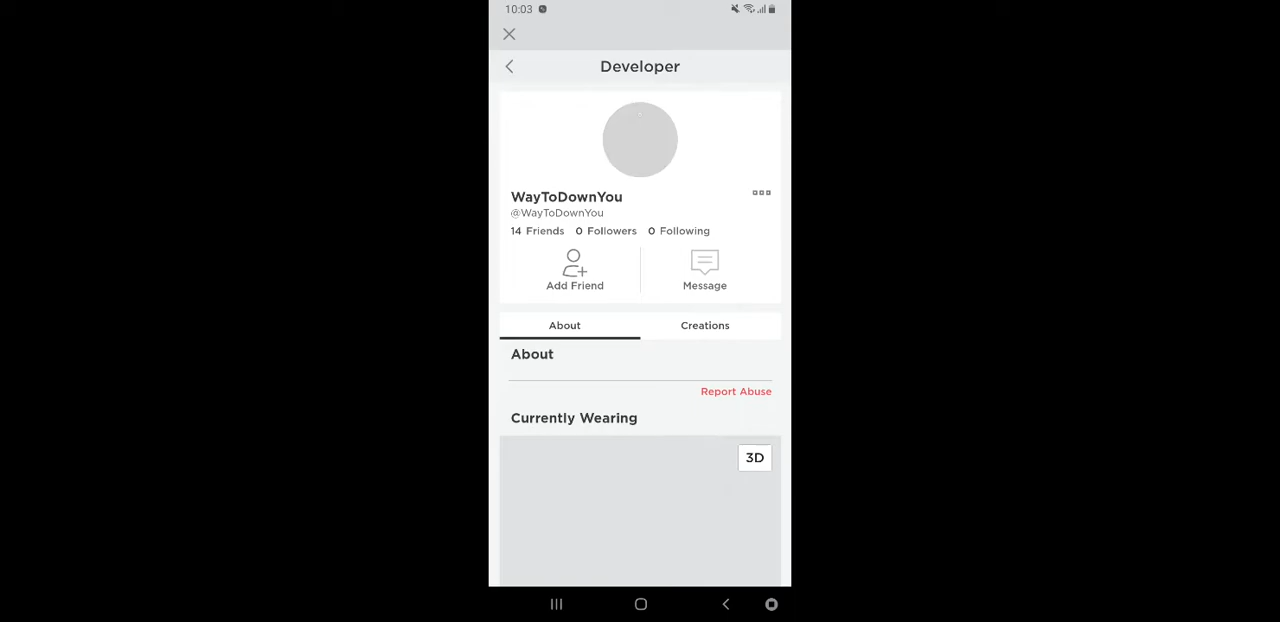 10:03
Developer
WayToDownYou
@WayToDownYou
14 Friends 0 Followers 0 Following
Add Friend Message
About Creations
About
Report Abuse
Currently Wearing
3D